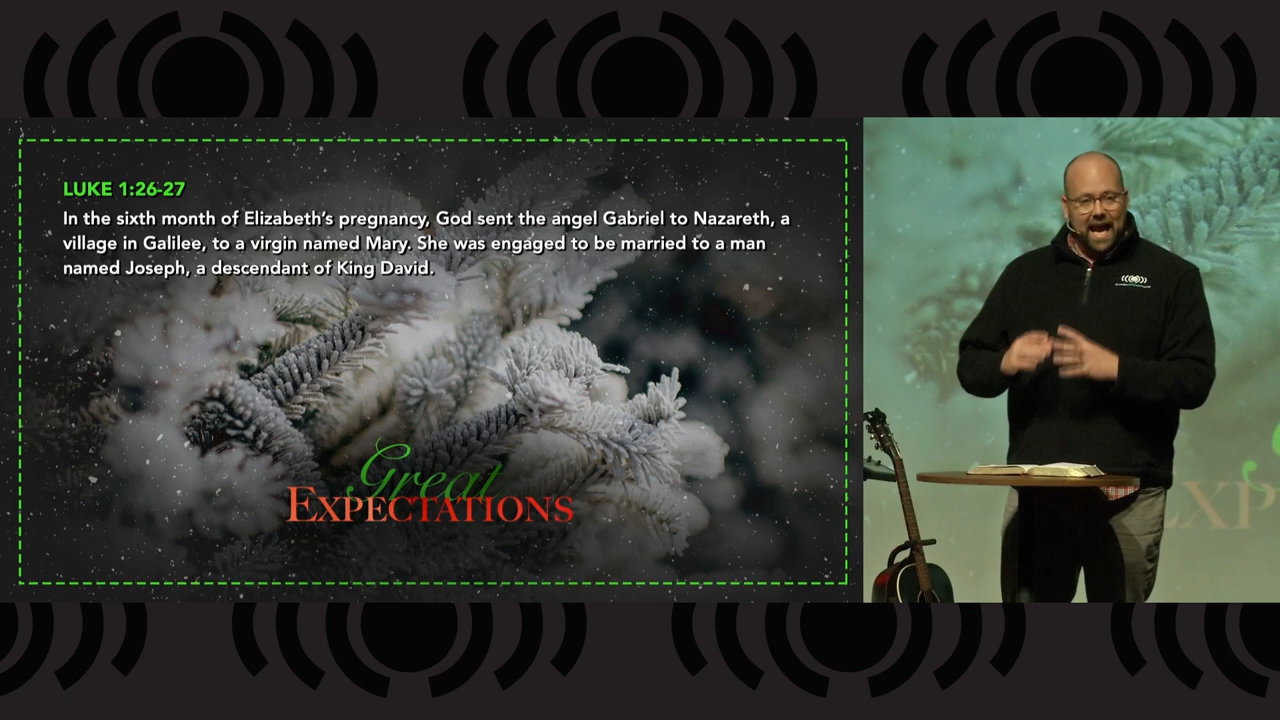 LUKE 1:26-27
In the sixth month of Elizabeth's pregnancy, God sent the angel Gabriel to Nazareth, a
village in Galilee, to a virgin named Mary. She was engaged to be married to a man
named Joseph, a descendant of King David.
Great
EXPECTATIONS
EXP